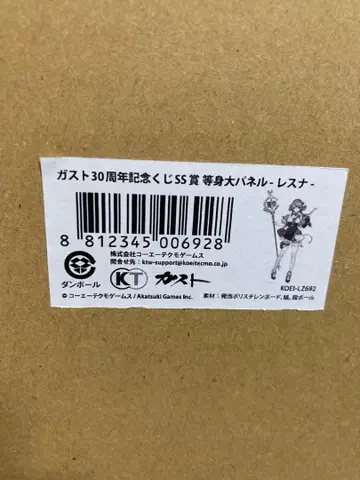 ガスト30周年記念くじSS賞 等身大パネル - レスナ -
8 812345 006928
株式会社コーエーテクモゲームス
問合せ先：ktw-support@koeitecmo.co.jp
ダンボール
KT
ガスト
KOEI-LZ692
© コーエーテクモゲームス / Akatsuki Games Inc.
素材：発泡ポリスチレンボード、紙、段ボール